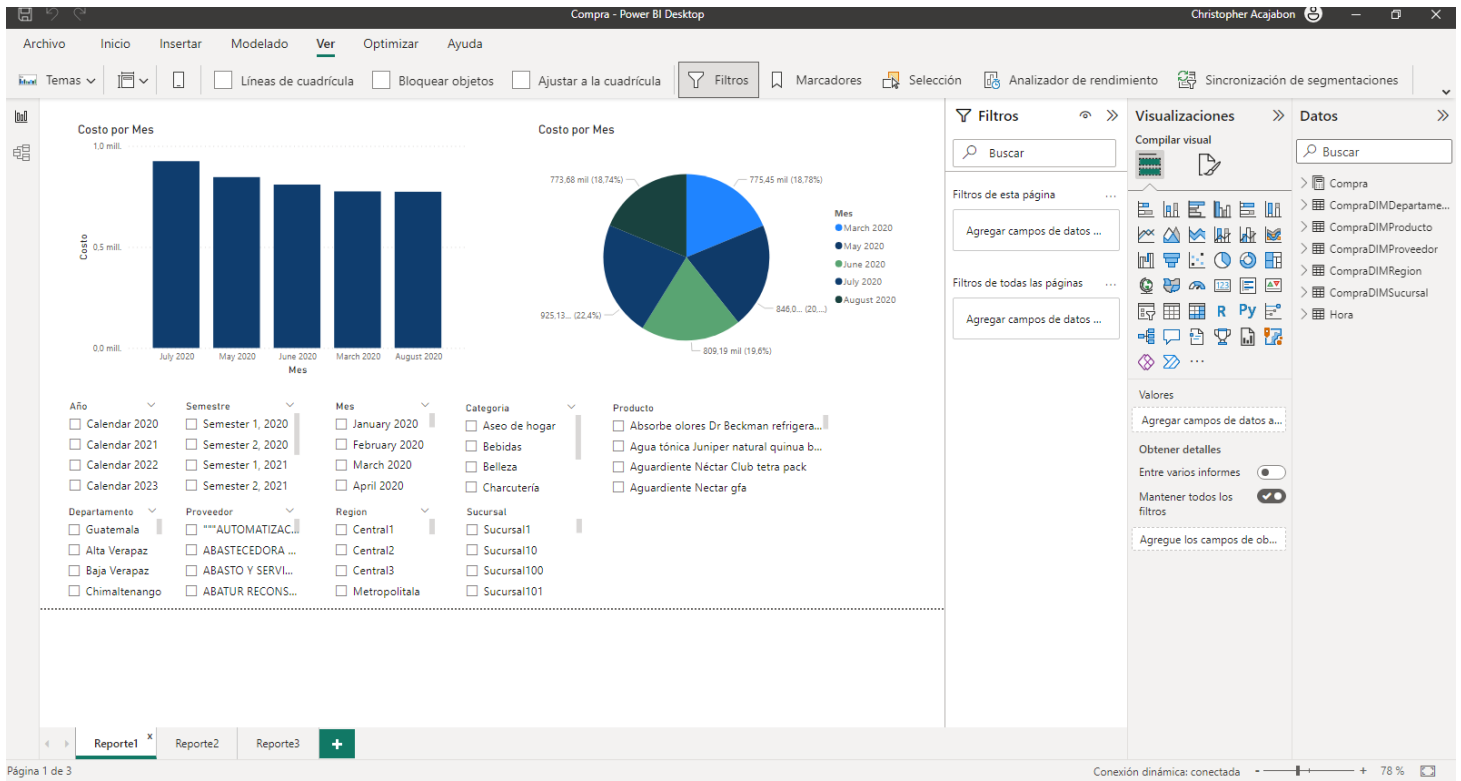 Compra - Power BI Desktop
Christopher Acajabon
Archivo Inicio Insertar Modelado Ver Optimizar Ayuda
Temas Líneas de cuadrícula Bloquear objetos Ajustar a la cuadrícula Filtros Marcadores Selección Analizador de rendimiento Sincronización de segmentaciones
Costo por Mes
1,0 mill.
0,5 mill.
0,0 mill.
Costo
July 2020 May 2020 June 2020 March 2020 August 2020
Mes
Costo por Mes
773,68 mil (18,74%)
775,45 mil (18,78%)
925,13... (22,4%)
846,0... (20,...)
809,19 mil (19,6%)
Mes
March 2020
May 2020
June 2020
July 2020
August 2020
Año
Calendar 2020
Calendar 2021
Calendar 2022
Calendar 2023
Semestre
Semester 1, 2020
Semester 2, 2020
Semester 1, 2021
Semester 2, 2021
Mes
January 2020
February 2020
March 2020
April 2020
Categoria
Aseo de hogar
Bebidas
Belleza
Charcutería
Producto
Absorbe olores Dr Beckman refrigera...
Agua tónica Juniper natural quinua b...
Aguardiente Néctar Club tetra pack
Aguardiente Nectar gfa
Departamento
Guatemala
Alta Verapaz
Baja Verapaz
Chimaltenango
Proveedor
"""AUTOMATIZAC...
ABASTECEDORA ...
ABASTO Y SERVI...
ABATUR RECONS...
Region
Central1
Central2
Central3
Metropolitala
Sucursal
Sucursal1
Sucursal10
Sucursal100
Sucursal101
Filtros
Buscar
Filtros de esta página ...
Agregar campos de datos ...
Filtros de todas las páginas ...
Agregar campos de datos ...
Visualizaciones
Compilar visual
123
R Py
...
Valores
Agregar campos de datos a...
Obtener detalles
Entre varios informes
Mantener todos los
filtros
Agregue los campos de ob...
Datos
Buscar
Compra
CompraDIMDepartame...
CompraDIMProducto
CompraDIMProveedor
CompraDIMRegion
CompraDIMSucursal
Hora
Reporte1 x Reporte2 Reporte3 +
Página 1 de 3
Conexión dinámica: conectada - + 78 %